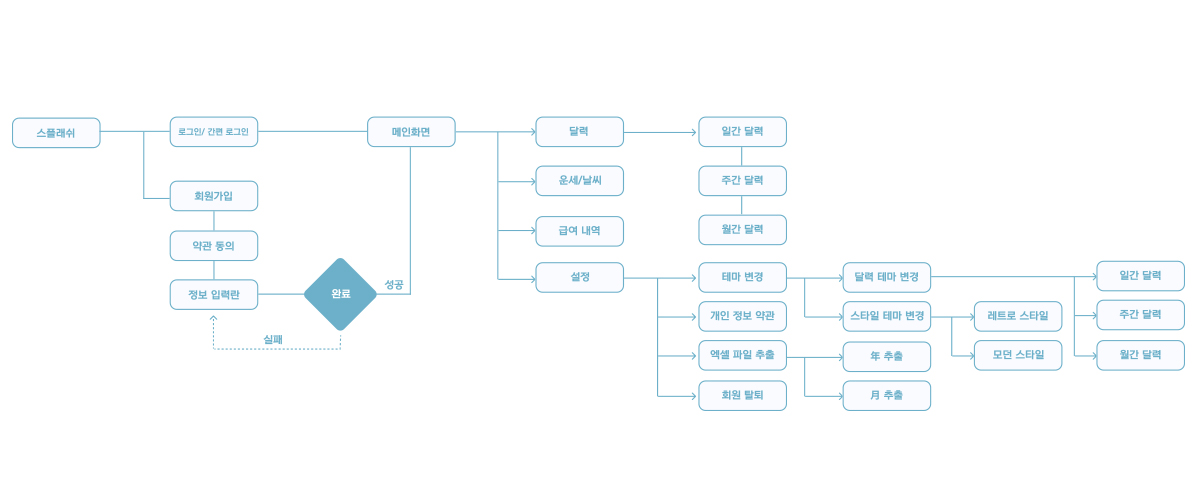 스플래쉬
로그인/ 간편 로그인
회원가입
약관 동의
정보 입력란
완료
성공
실패
메인화면
달력
운세/날씨
급여 내역
설정
일간 달력
주간 달력
월간 달력
테마 변경
개인 정보 약관
엑셀 파일 추출
회원 탈퇴
달력 테마 변경
스타일 테마 변경
年 추출
月 추출
레트로 스타일
모던 스타일
일간 달력
주간 달력
월간 달력